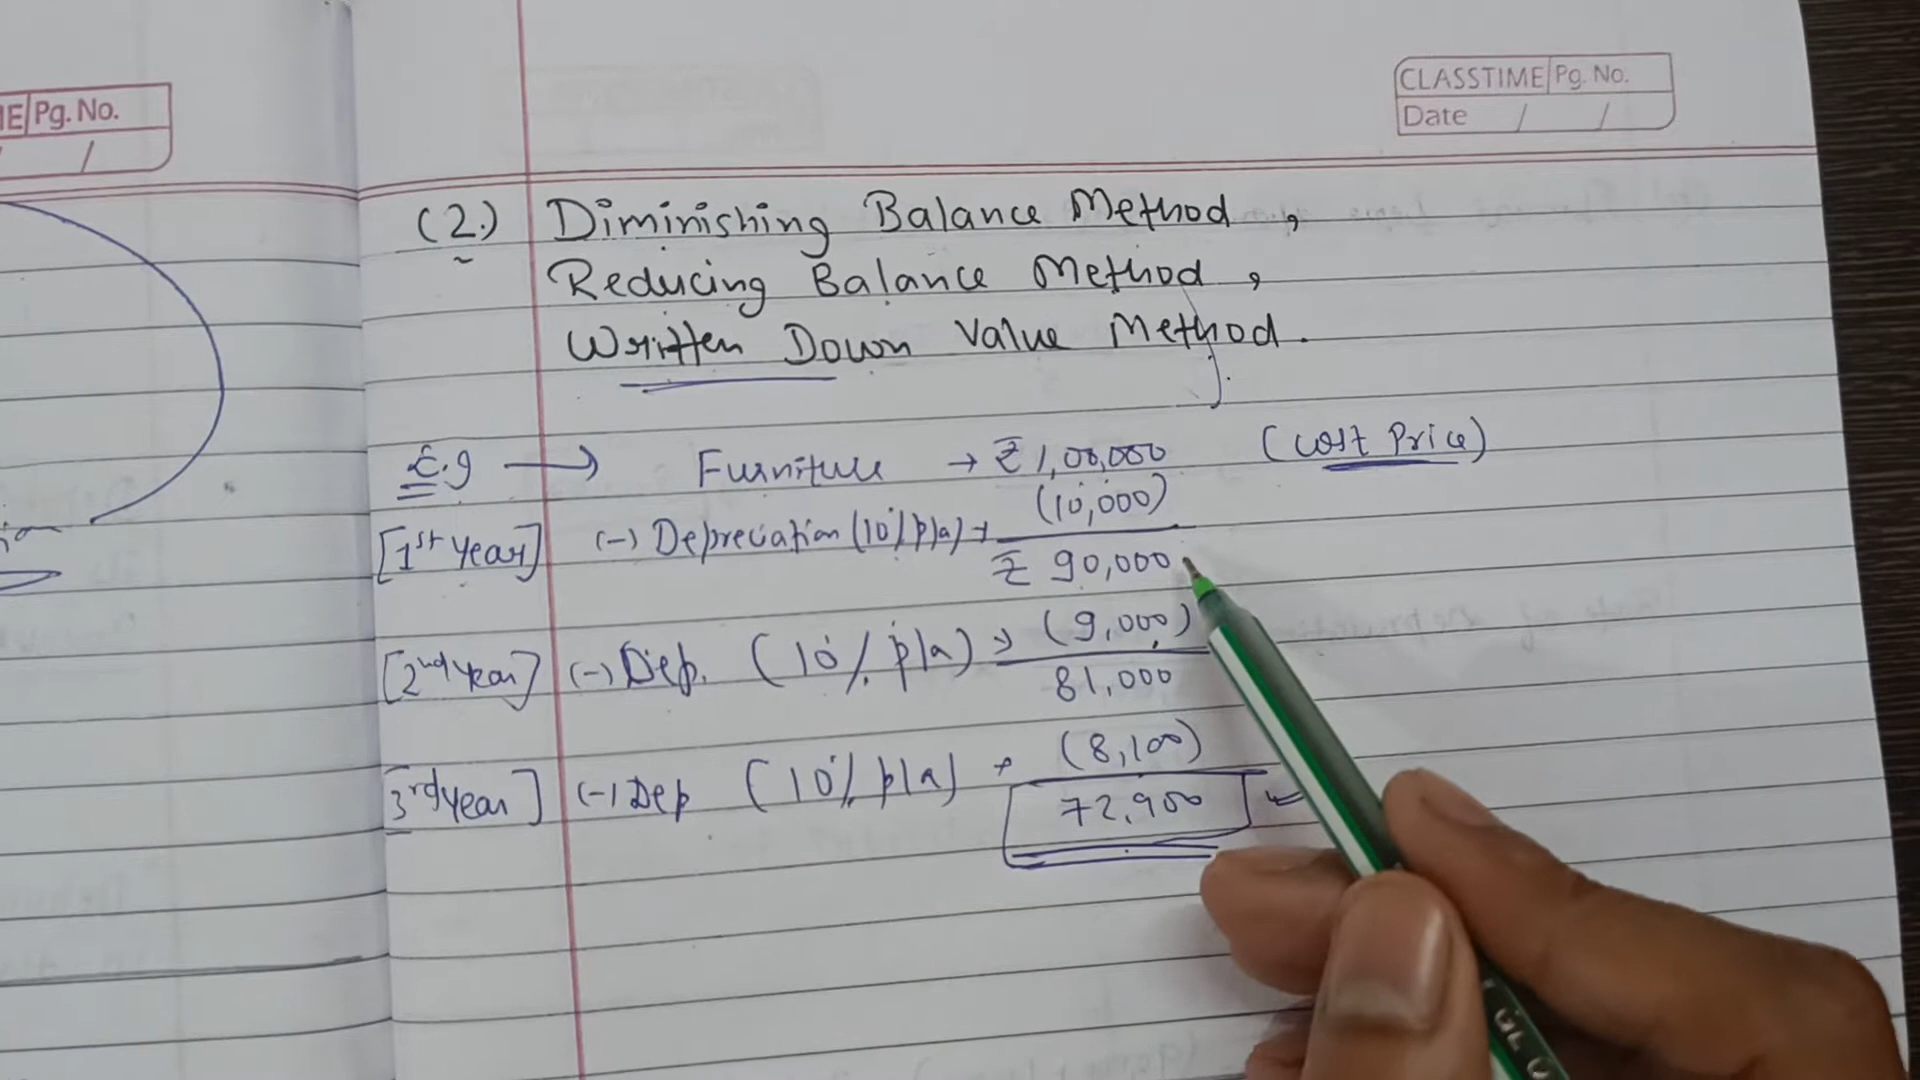 E Pg. No.
/
CLASSTIME Pg. No.
Date / /
(2.) Diminishing Balance Method,
Reducing Balance Method,
Written Down Value Method.
E.g → Furniture → ₹1,00,000 (Cost Price)
(10,000)
[1st Year] (-) Depreciation (10% p/a) →
₹ 90,000
[2nd Year] (-) Dep. (10% p/a) → (9,000)
81,000
[3rd Year] (-) Dep (10% p/a) → (8,100)
72,900